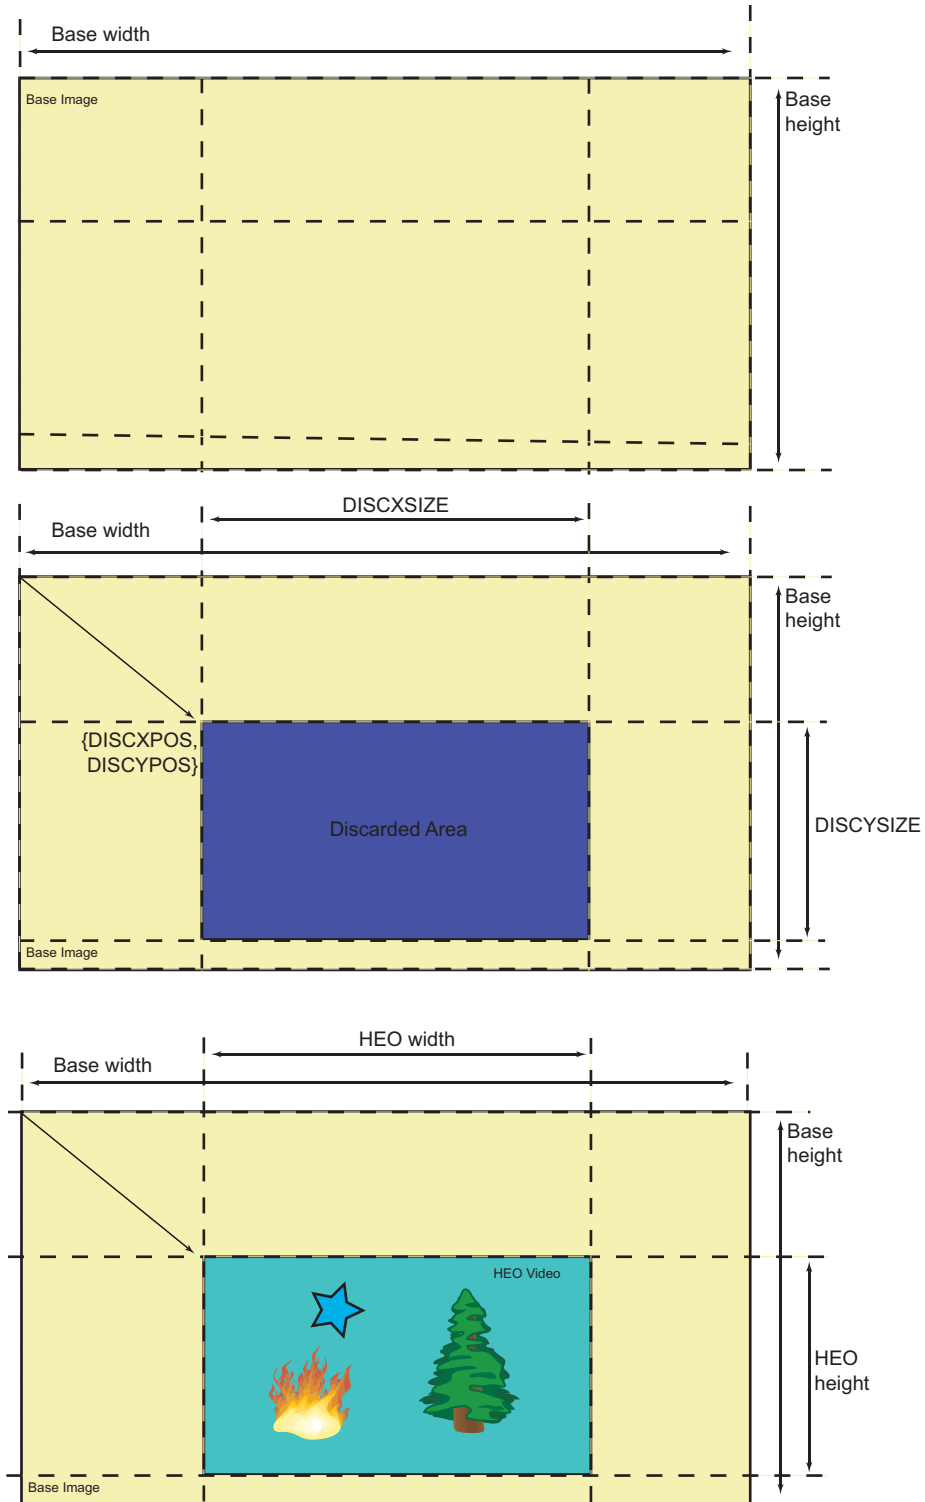 Base width
Base Image
Base
height
DISCXSIZE
Base width
Base
height
{DISCXPOS,
DISCYPOS}
Discarded Area
DISCYSIZE
Base Image
HEO width
Base width
Base
height
HEO Video
HEO
height
Base Image